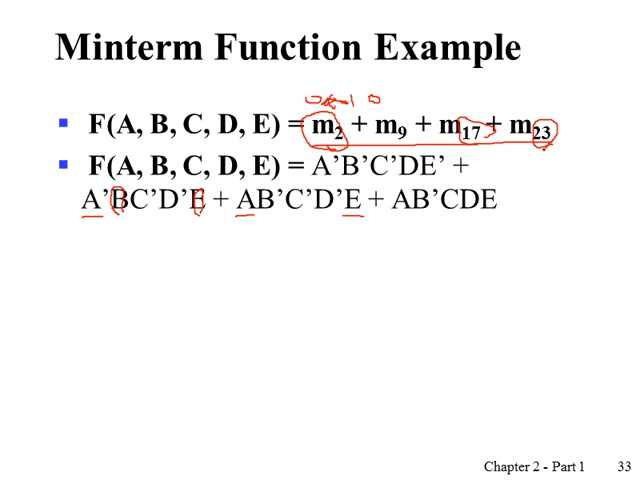 Minterm Function Example
▪ F(A, B, C, D, E) = m₂ + m₉ + m₁₇ + m₂₃
▪ F(A, B, C, D, E) = A’B’C’DE’ +
A’BC’D’E + AB’C’D’E + AB’CDE
Chapter 2 - Part 1 33